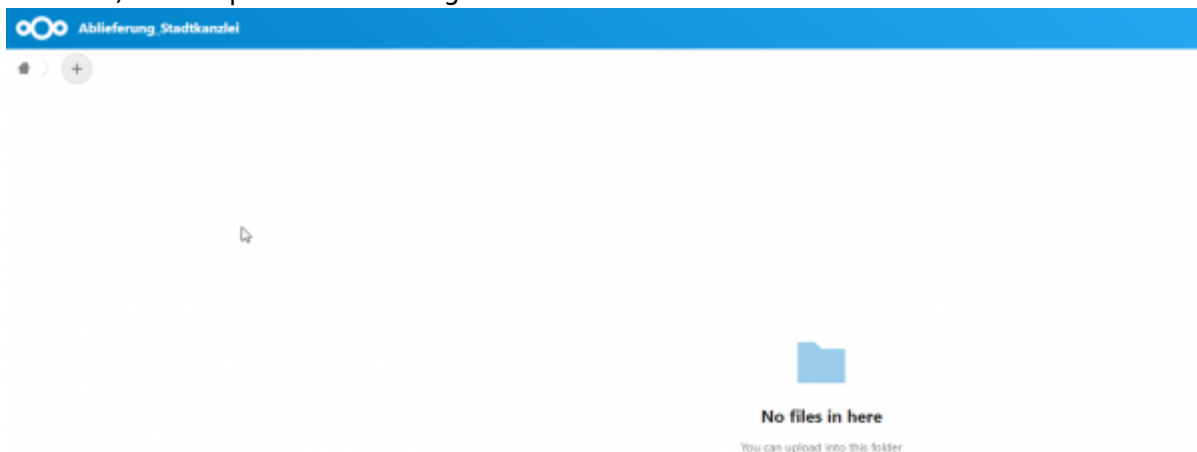 Ablieferung_Stadtkanzlei
No files in here
You can upload into this folder